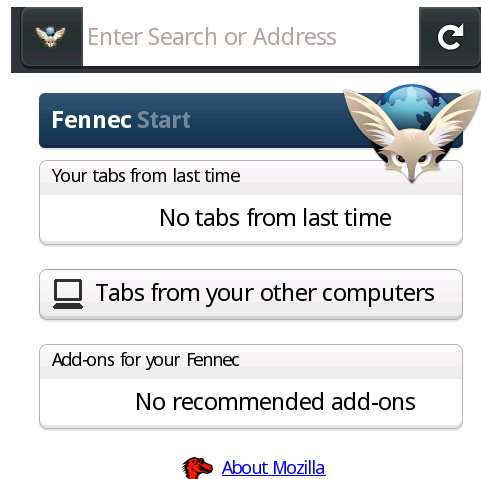 Enter Search or Address
Fennec Start
Your tabs from last time
No tabs from last time
Tabs from your other computers
Add-ons for your Fennec
No recommended add-ons
About Mozilla